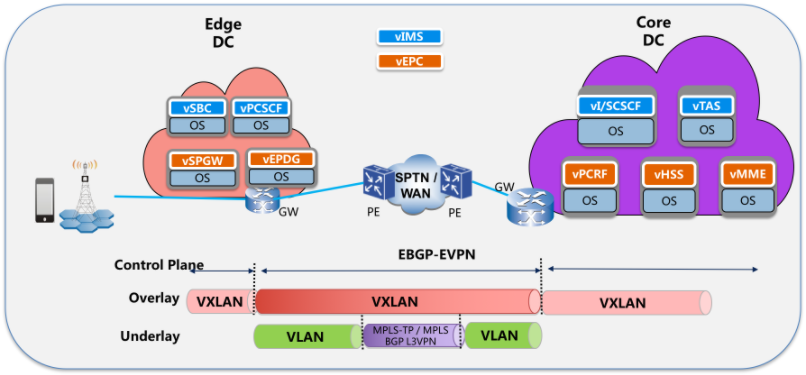 Edge
DC
Core
DC
vIMS
vEPC
vSBC
vPCSCF
OS
OS
vSPGW
vEPDG
OS
OS
vI/SCSCF
vTAS
OS
OS
vPCRF
vHSS
vMME
OS
OS
OS
SPTN /
WAN
PE
PE
GW
GW
EBGP-EVPN
Control Plane
Overlay
VXLAN
VXLAN
VXLAN
Underlay
VLAN
MPLS-TP / MPLS
BGP L3VPN
VLAN